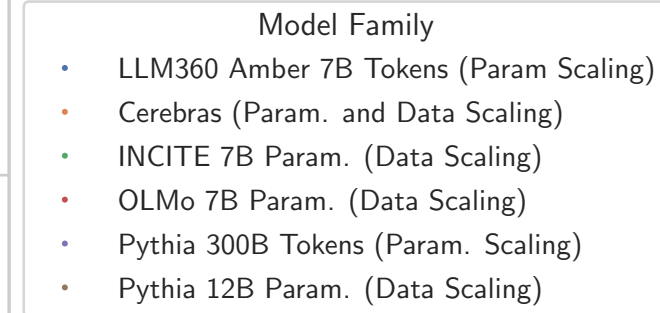 Model Family
LLM360 Amber 7B Tokens (Param Scaling)
Cerebras (Param. and Data Scaling)
INCITE 7B Param. (Data Scaling)
OLMo 7B Param. (Data Scaling)
Pythia 300B Tokens (Param. Scaling)
Pythia 12B Param. (Data Scaling)